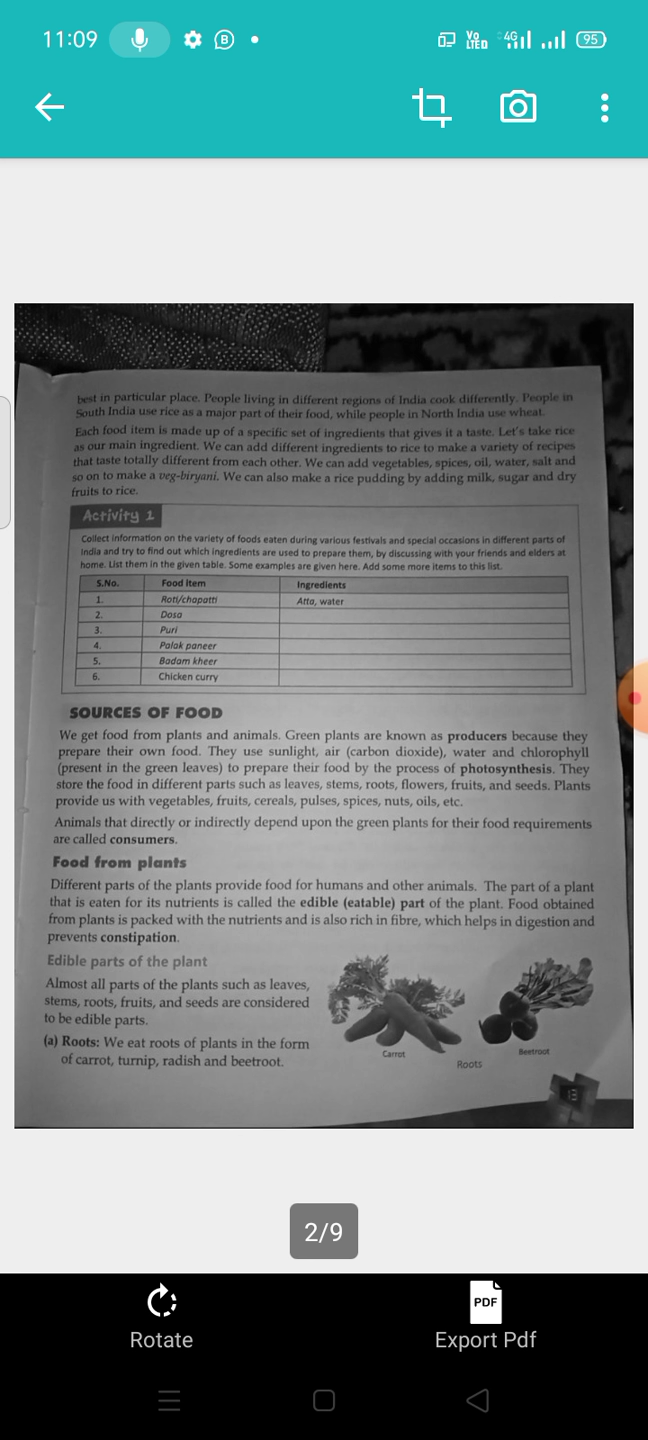 11:09
B
Vo
LTED
4G
95
best in particular place. People living in different regions of India cook differently. People in
South India use rice as a major part of their food, while people in North India use wheat.
Each food item is made up of a specific set of ingredients that gives it a taste. Let's take rice
as our main ingredient. We can add different ingredients to rice to make a variety of recipes
that taste totally different from each other. We can add vegetables, spices, oil, water, salt and
so on to make a veg-biryani. We can also make a rice pudding by adding milk, sugar and dry
fruits to rice.
Activity 1
Collect information on the variety of foods eaten during various festivals and special occasions in different parts of
India and try to find out which ingredients are used to prepare them, by discussing with your friends and elders at
home. List them in the given table. Some examples are given here. Add some more items to this list.
S.No. Food item Ingredients
1. Roti/chapatti Atta, water
2. Dosa
3. Puri
4. Palak paneer
5. Badam kheer
6. Chicken curry
SOURCES OF FOOD
We get food from plants and animals. Green plants are known as producers because they
prepare their own food. They use sunlight, air (carbon dioxide), water and chlorophyll
(present in the green leaves) to prepare their food by the process of photosynthesis. They
store the food in different parts such as leaves, stems, roots, flowers, fruits, and seeds. Plants
provide us with vegetables, fruits, cereals, pulses, spices, nuts, oils, etc.
Animals that directly or indirectly depend upon the green plants for their food requirements
are called consumers.
Food from plants
Different parts of the plants provide food for humans and other animals. The part of a plant
that is eaten for its nutrients is called the edible (eatable) part of the plant. Food obtained
from plants is packed with the nutrients and is also rich in fibre, which helps in digestion and
prevents constipation.
Edible parts of the plant
Almost all parts of the plants such as leaves,
stems, roots, fruits, and seeds are considered
to be edible parts.
(a) Roots: We eat roots of plants in the form
of carrot, turnip, radish and beetroot.
Carrot
Beetroot
Roots
13
2/9
PDF
Rotate
Export Pdf